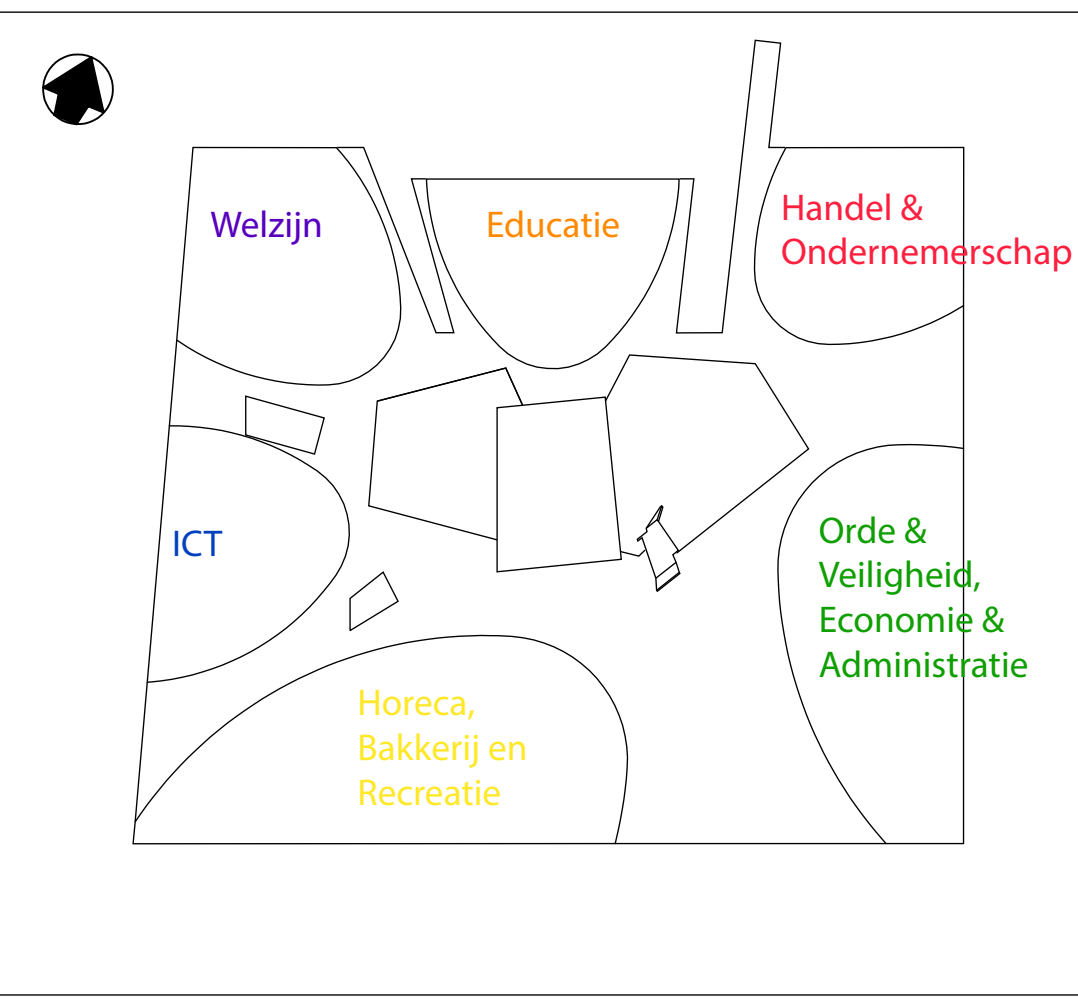 Welzijn
Educatie
Handel &
Ondernemerschap
ICT
Orde &
Veiligheid,
Economie &
Administratie
Horeca,
Bakkerij en
Recreatie